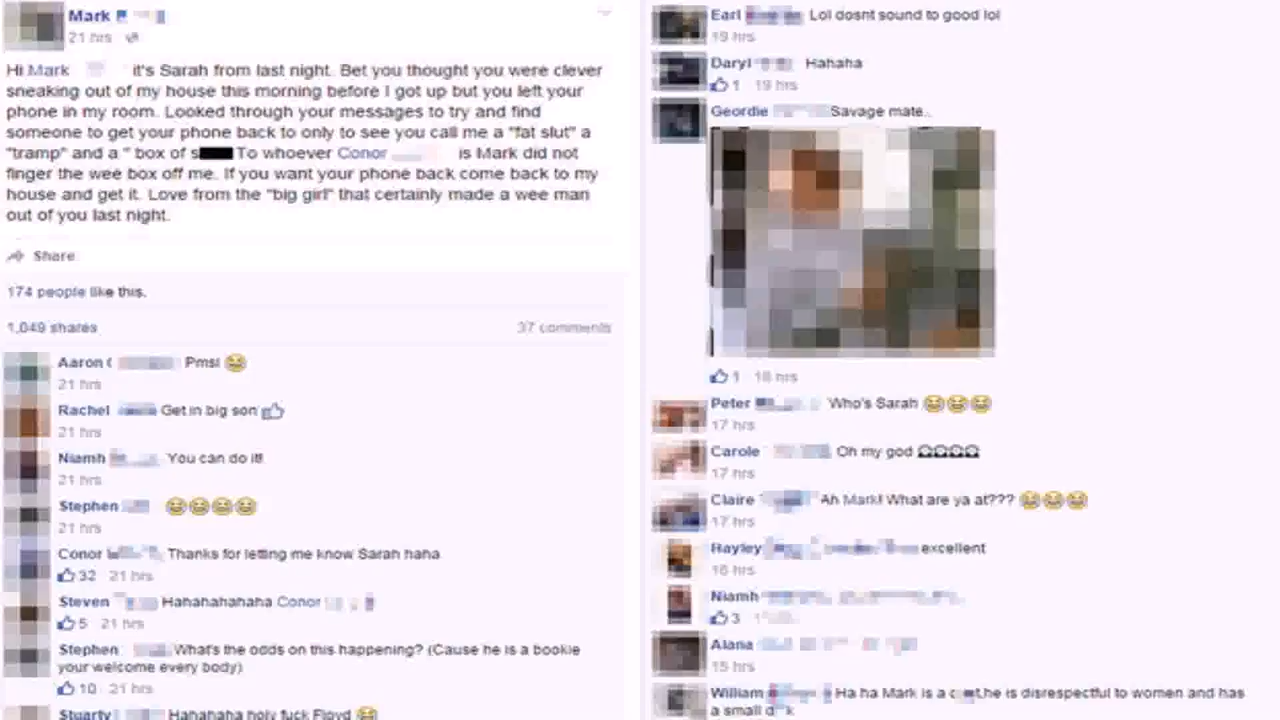 Mark
21 hrs
Hi Mark it's Sarah from last night. Bet you thought you were clever
sneaking out of my house this morning before I got up but you left your
phone in my room. Looked through your messages to try and find
someone to get your phone back to only to see you call me a "fat slut" a
"tramp" and a " box of s To whoever Conor is Mark did not
finger the wee box off me. If you want your phone back come back to my
house and get it. Love from the "big girl" that certainly made a wee man
out of you last night.
Share
174 people like this.
1,049 shares 37 comments
Aaron Pmsl 😂
21 hrs
Rachel Get in big son 👍
21 hrs
Niamh You can do it!
21 hrs
Stephen 😂😂😂😂
21 hrs
Conor Thanks for letting me know Sarah haha
32 21 hrs
Steven Hahahahahaha Conor
5 21 hrs
Stephen What's the odds on this happening? (Cause he is a bookie
your welcome every body)
10 21 hrs
Stuarty Hahahaha holy fuck Floyd 😂
Earl Lol dosnt sound to good lol
19 hrs
Daryl Hahaha
1 19 hrs
Geordie Savage mate..
1 18 hrs
Peter Who's Sarah 😂😂😂
17 hrs
Carole Oh my god
17 hrs
Claire Ah Mark! What are ya at??? 😂😂😂
17 hrs
Rayley excellent
16 hrs
Niamh
3
Alana
15 hrs
William Ha ha Mark is a c t,he is disrespectful to women and has
a small d k